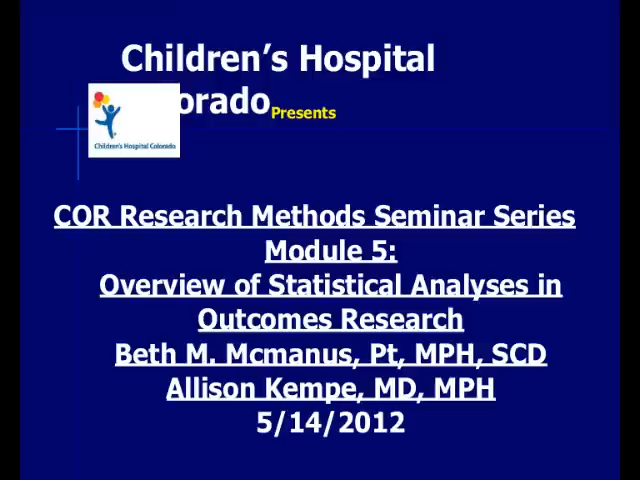 Children's Hospital
orado Presents
Children's Hospital Colorado
COR Research Methods Seminar Series
Module 5:
Overview of Statistical Analyses in
Outcomes Research
Beth M. Mcmanus, Pt, MPH, SCD
Allison Kempe, MD, MPH
5/14/2012